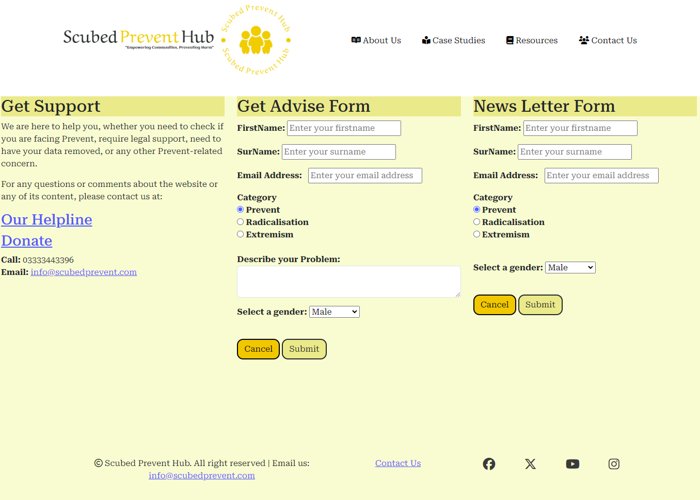 Scubed Prevent Hub
"Empowering Communities, Preventing Harm"
Scubed Prevent Hub
Scubed Prevent Hub
About Us
Case Studies
Resources
Contact Us
Get Support
We are here to help you, whether you need to check if
you are facing Prevent, require legal support, need to
have your data removed, or any other Prevent-related
concern.
For any questions or comments about the website or
any of its content, please contact us at:
Our Helpline
Donate
Call: 03333443396
Email: info@scubedprevent.com
Get Advise Form
FirstName: Enter your firstname
SurName: Enter your surname
Email Address: Enter your email address
Category
Prevent
Radicalisation
Extremism
Describe your Problem:
Select a gender: Male
Cancel Submit
News Letter Form
FirstName: Enter your firstname
SurName: Enter your surname
Email Address: Enter your email address
Category
Prevent
Radicalisation
Extremism
Select a gender: Male
Cancel Submit
© Scubed Prevent Hub. All right reserved | Email us:
info@scubedprevent.com
Contact Us